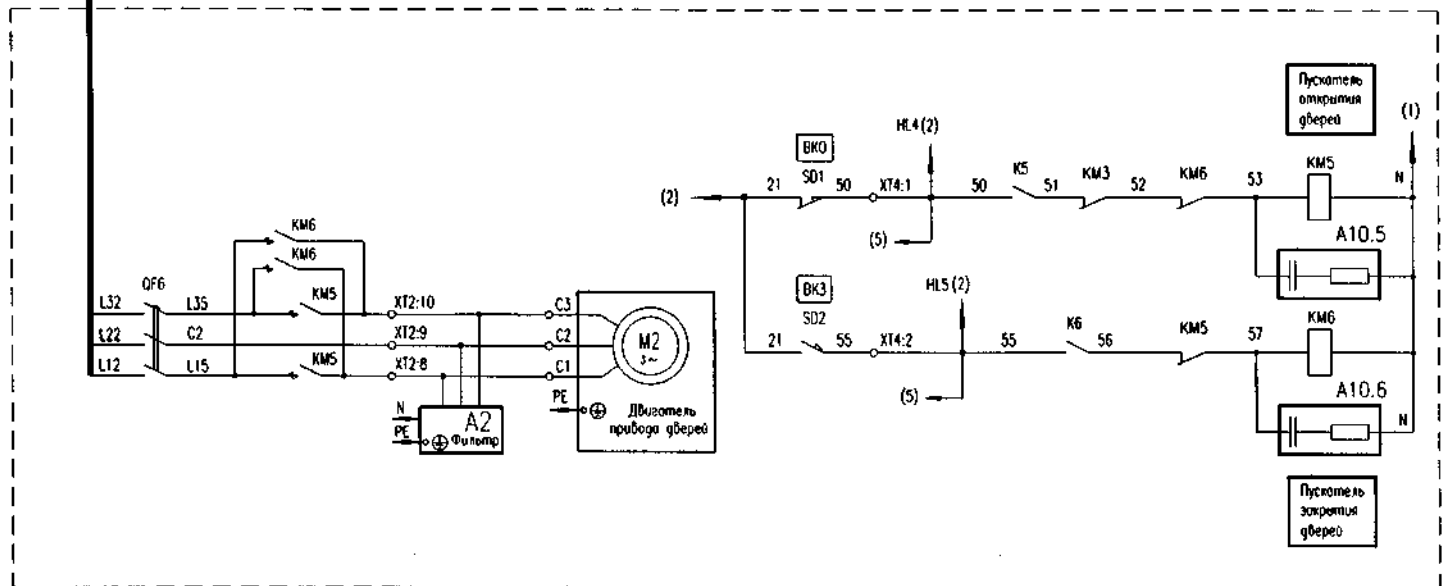 Пускатель
открытия
дверей
(1)
HL4 (2)
ВКО
SD1
K5
KM3
KM6
KM5
(2)
21
50
XT4:1
50
51
52
53
N
(5)
A10.5
KM6
KM6
QF6
L32
L35
KM5
XT2:10
C3
L22
C2
XT2:9
C2
M2
3~
L12
L15
KM5
XT2:8
C1
PE
Двигатель
привода дверей
N
PE
A2
Фильтр
ВКЗ
SD2
HL5 (2)
K6
KM5
KM6
21
55
XT4:2
55
56
57
(5)
A10.6
N
Пускатель
закрытия
дверей